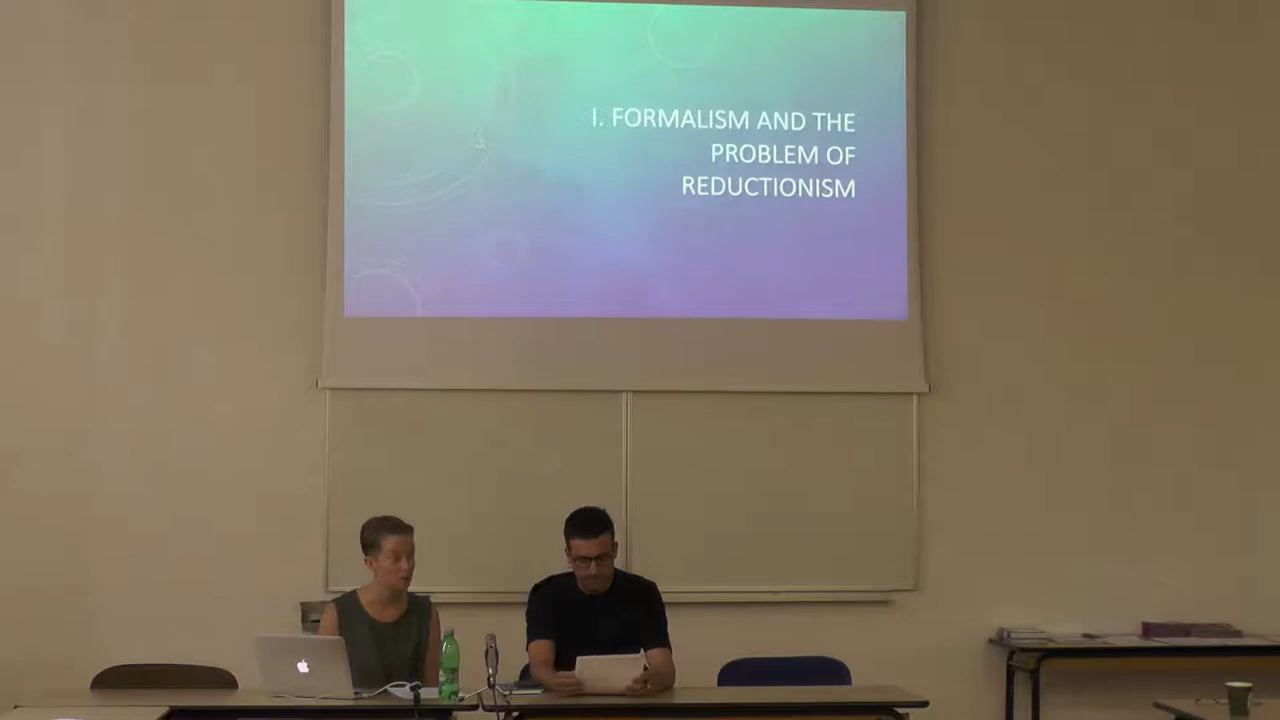 I. FORMALISM AND THE
PROBLEM OF
REDUCTIONISM